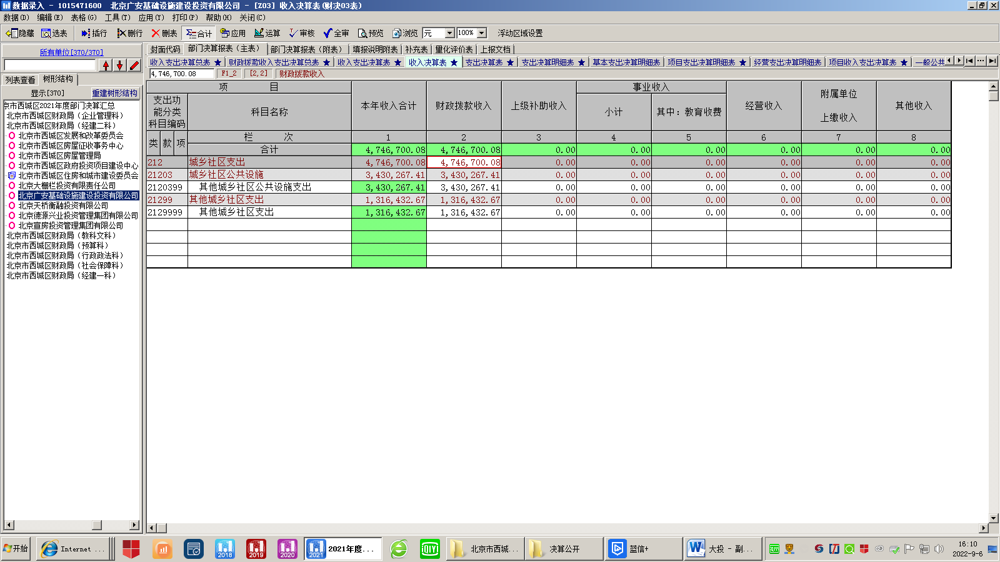 数据录入 - 1015471600  北京广安基础设施建设投资有限公司 - [Z03] 收入决算表(财决03表)
数据(D) 编辑(E) 表格(G) 工具(T) 应用(Y) 打印(P) 帮助(H) 关闭(C)
隐藏 选表 插行 删行 删表 合计 应用 运算 审核 全审 预览 浏览 元 100% 浮动区域设置
所有单位[370/370]
列表查看 树形结构
显示[370] 重建树形结构
京市西城区2021年度部门决算汇总
北京市西城区财政局（企业管理科）
北京市西城区财政局（经建二科）
北京市西城区发展和改革委员会
北京市西城区房屋征收事务中心
北京市西城区房屋管理局
北京市西城区政府投资项目建设中心
北京市西城区住房和城市建设委员会
北京大栅栏投资有限责任公司
北京广安基础设施建设投资有限公司
北京天桥衡融投资有限公司
北京德源兴业投资管理集团有限公司
北京宣房投资管理集团有限公司
北京市西城区财政局（教科文科）
北京市西城区财政局（预算科）
北京市西城区财政局（行政政法科）
北京市西城区财政局（社会保障科）
北京市西城区财政局（经建一科）
封面代码 部门决算报表（主表） 部门决算报表（附表） 填报说明附表 补充表 量化评价表 上报文档
收入支出决算总表 ★ 财政拨款收入支出决算总表 ★ 收入支出决算表 ★ 收入决算表 ★ 支出决算表 ★ 支出决算明细表 ★ 基本支出决算明细表 项目支出决算明细表 ★ 经营支出决算明细表 项目收入支出决算表 ★ 一般公共
4,746,700.08 F1_2 [2,2] 财政拨款收入
项 目 本年收入合计 财政拨款收入 上级补助收入 事业收入 经营收入 附属单位上缴收入 其他收入
支出功能分类科目编码 科目名称 小计 其中：教育收费
类 款 项 栏 次 1 2 3 4 5 6 7 8
合计 4,746,700.08 4,746,700.08 0.00 0.00 0.00 0.00 0.00 0.00
212 城乡社区支出 4,746,700.08 4,746,700.08 0.00 0.00 0.00 0.00 0.00 0.00
21203 城乡社区公共设施 3,430,267.41 3,430,267.41 0.00 0.00 0.00 0.00 0.00 0.00
2120399 其他城乡社区公共设施支出 3,430,267.41 3,430,267.41 0.00 0.00 0.00 0.00 0.00 0.00
21299 其他城乡社区支出 1,316,432.67 1,316,432.67 0.00 0.00 0.00 0.00 0.00 0.00
2129999 其他城乡社区支出 1,316,432.67 1,316,432.67 0.00 0.00 0.00 0.00 0.00 0.00
开始 Internet ... 2018 2019 2020 2021 2021年度... QIY 北京市西城... 决算公开 蓝信+ 大投 - 副... QIY 16:10
2022-9-6